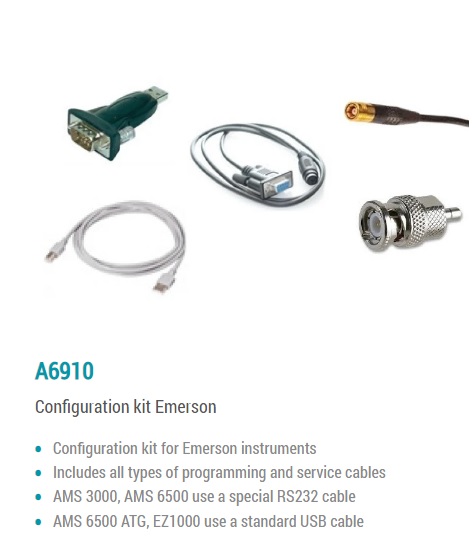 A6910
Configuration kit Emerson
Configuration kit for Emerson instruments
Includes all types of programming and service cables
AMS 3000, AMS 6500 use a special RS232 cable
AMS 6500 ATG, EZ1000 use a standard USB cable